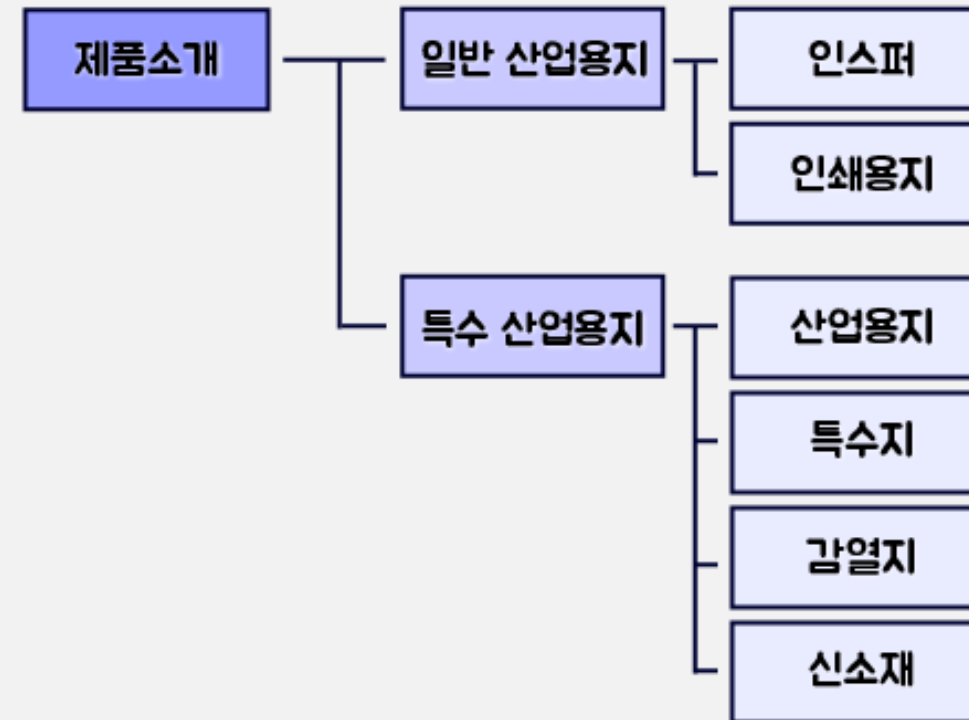 제품소개
일반 산업용지
인스퍼
인쇄용지
특수 산업용지
산업용지
특수지
감열지
신소재